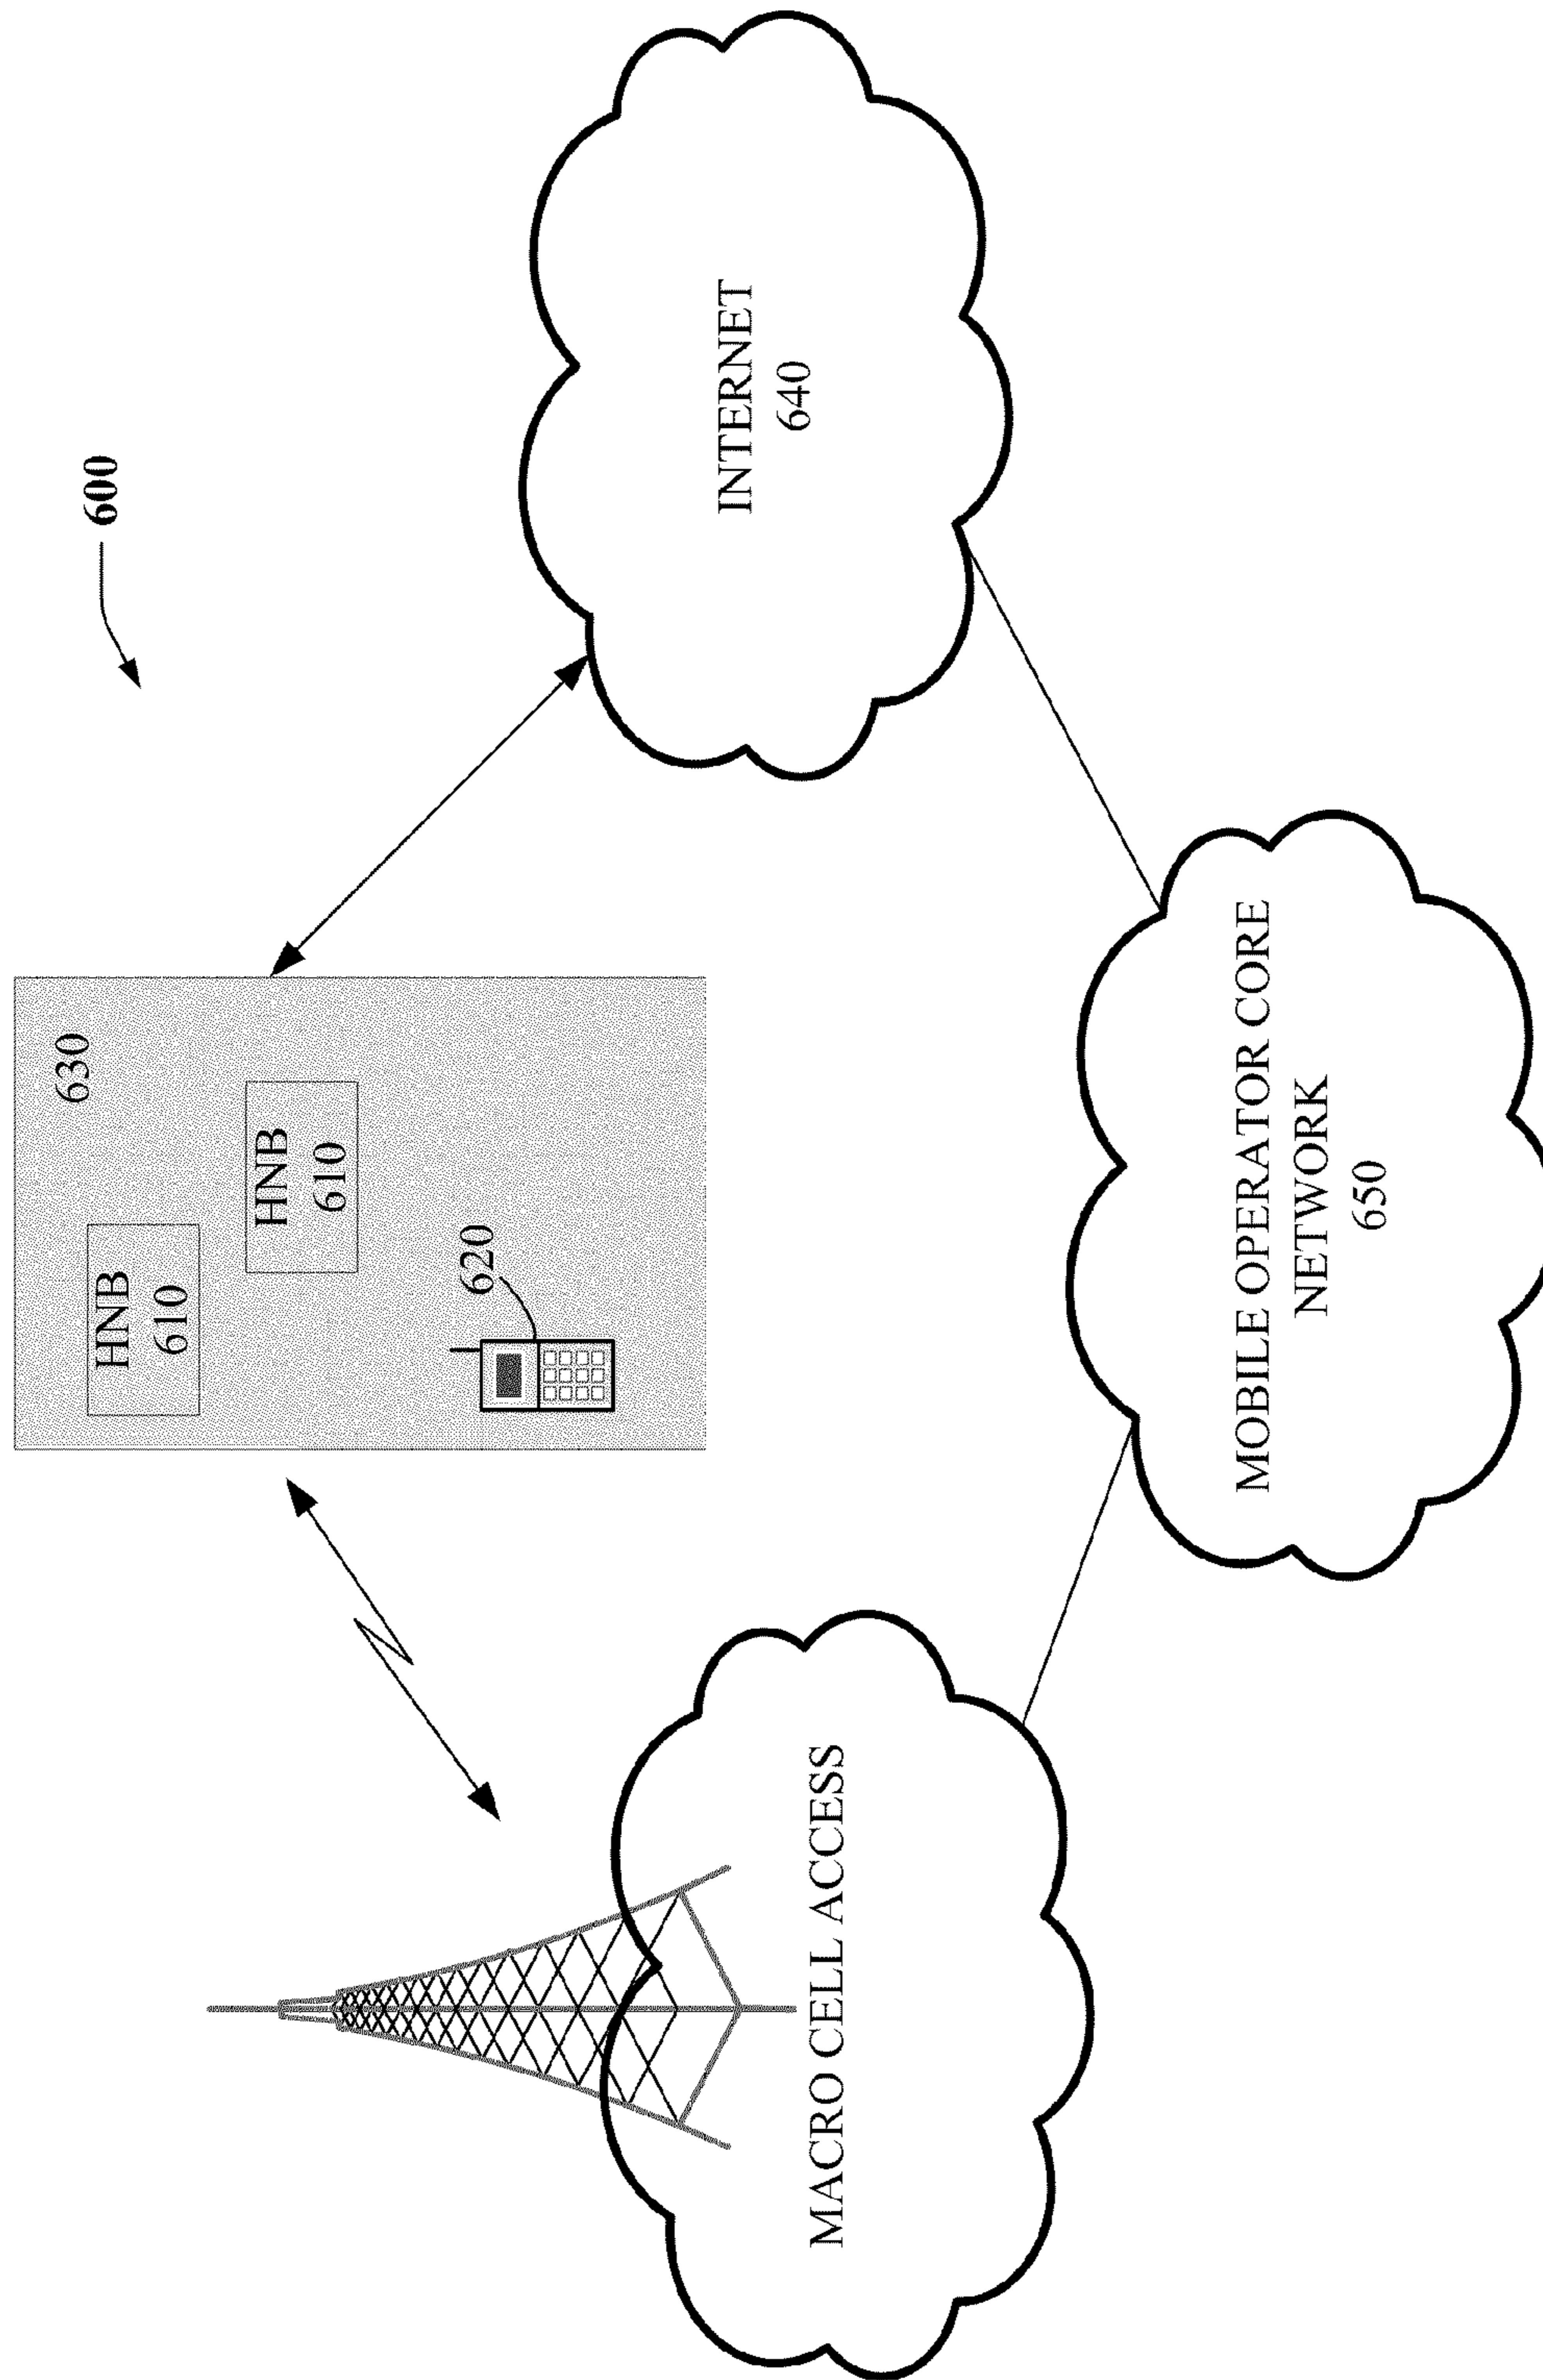 600
630
HNB
610
HNB
610
620
INTERNET
640
MACRO CELL ACCESS
MOBILE OPERATOR CORE
NETWORK
650